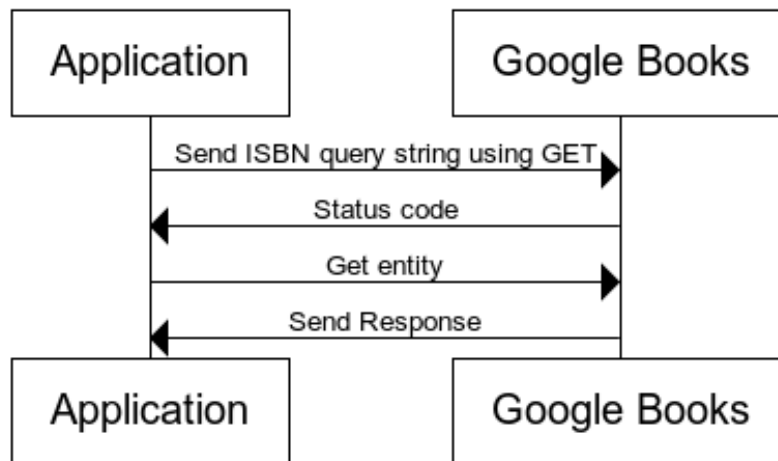 Application
Google Books
Send ISBN query string using GET
Status code
Get entity
Send Response
Application
Google Books